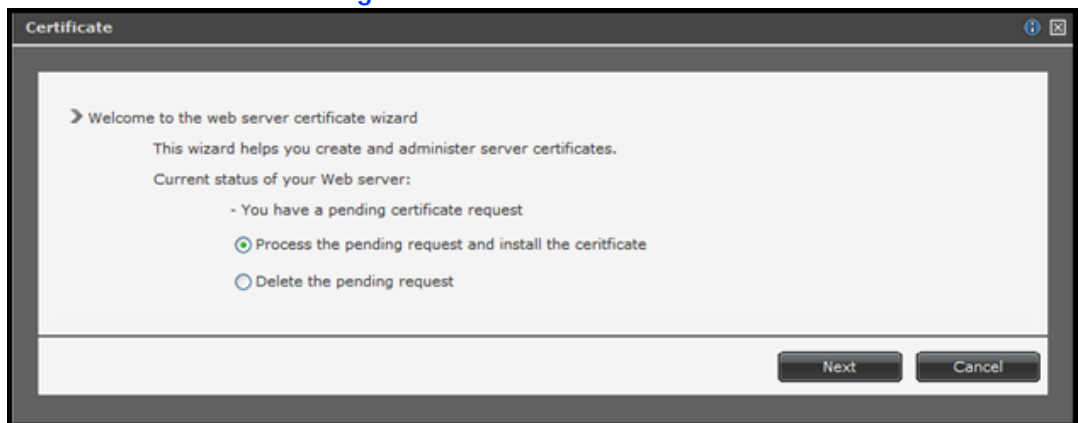 Certificate
Welcome to the web server certificate wizard
This wizard helps you create and administer server certificates.
Current status of your Web server:
- You have a pending certificate request
Process the pending request and install the ceritficate
Delete the pending request
Next Cancel